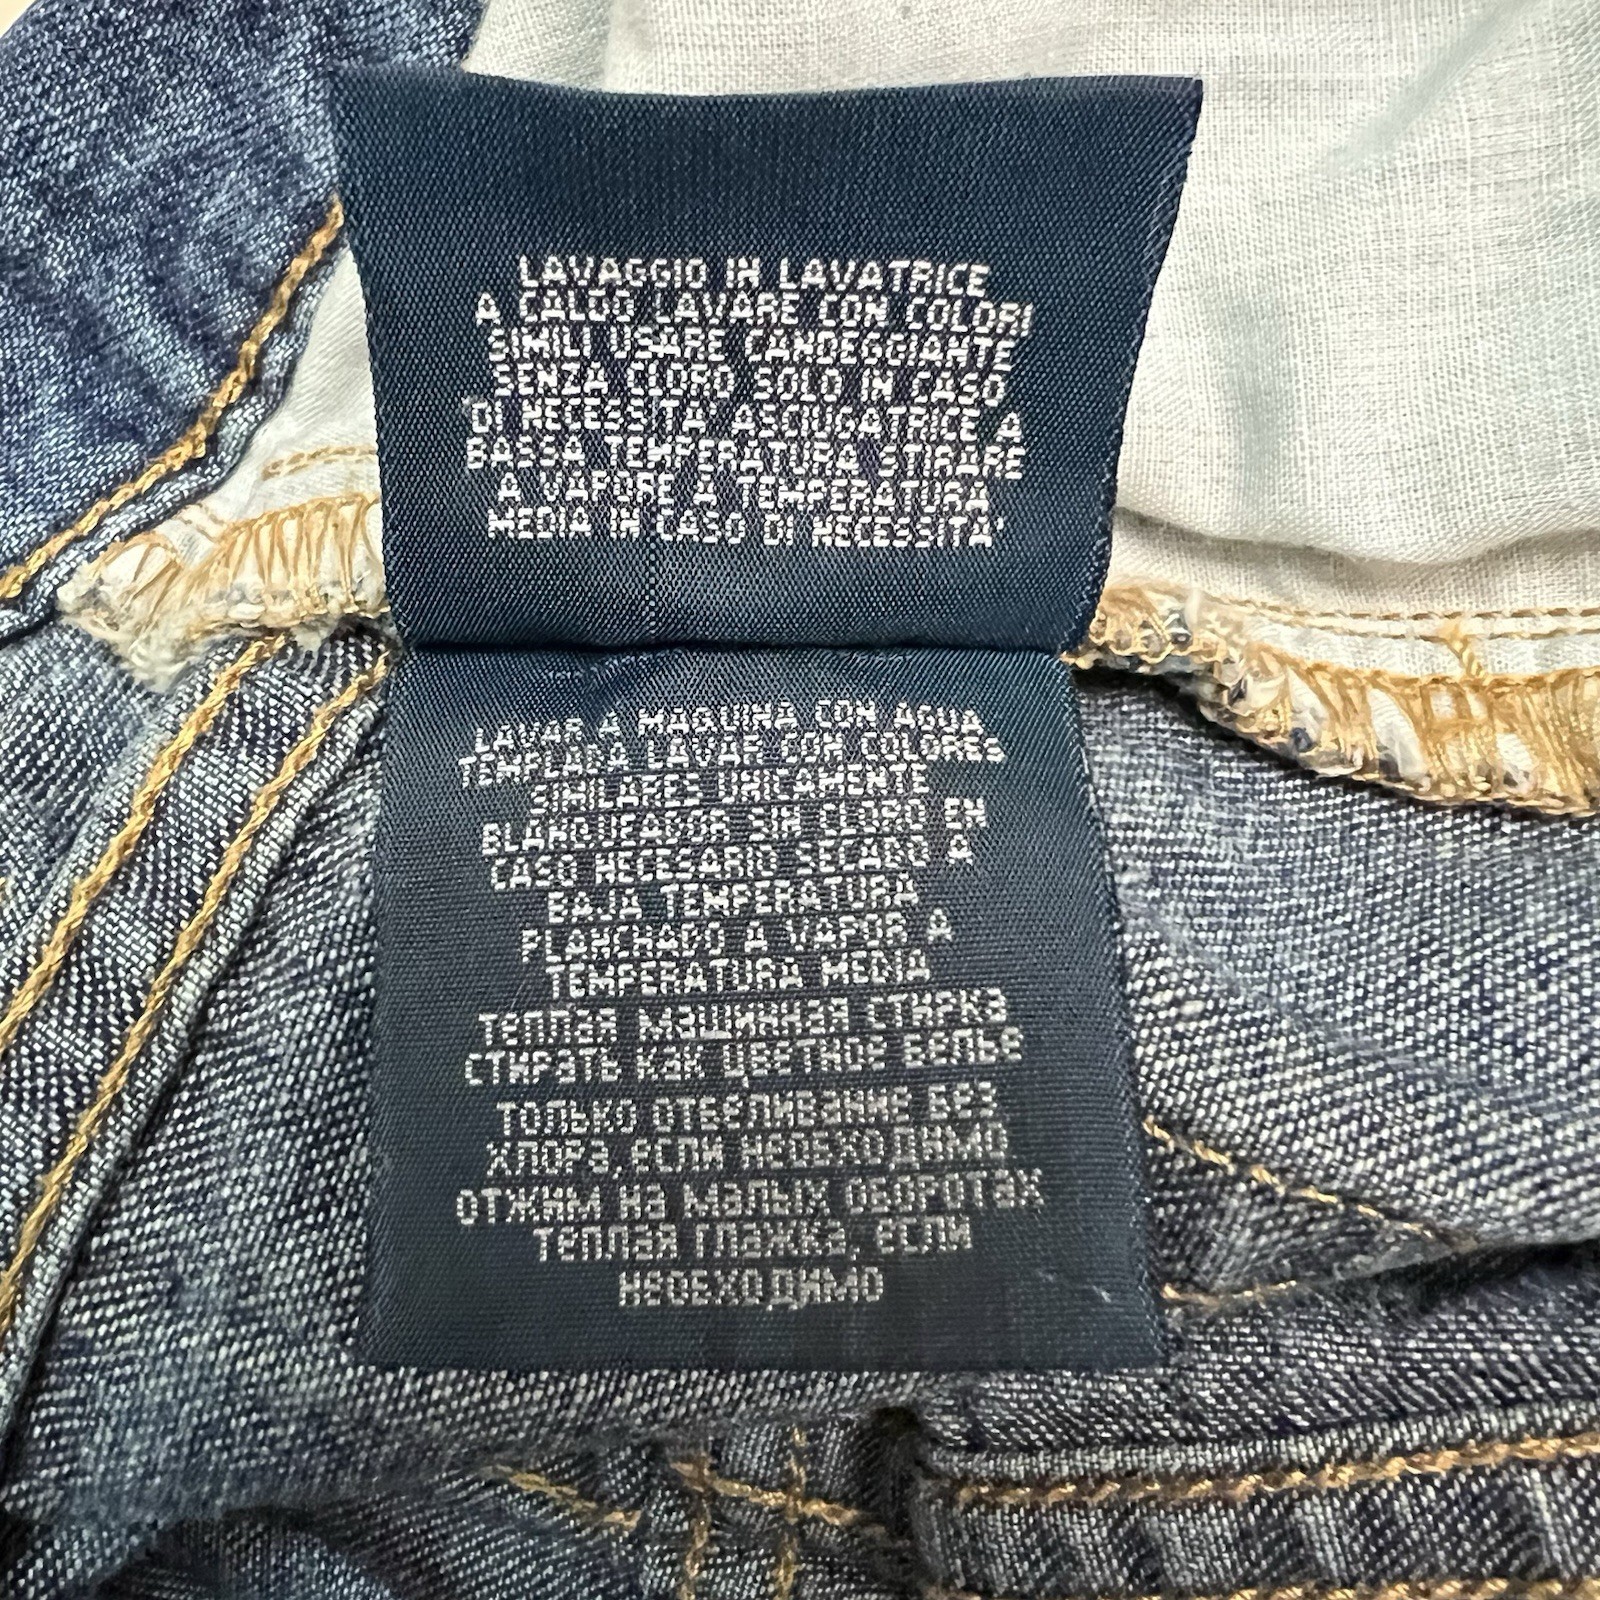 LAVAGGIO IN LAVATRICE
A CALDO LAVARE CON COLORI
SIMILI USARE CANDEGGIANTE
SENZA CLORO SOLO IN CASO
DI NECESSITA' ASCIUGATRICE A
BASSA TEMPERATURA STIRARE
A VAPORE A TEMPERATURA
MEDIA IN CASO DI NECESSITA'
LAVAR A MAQUINA CON AGUA
TEMPLADA LAVAR CON COLORES
SIMILARES UNICAMENTE
BLANQUEADOR SIN CLORO EN
CASO NECESARIO SECADO A
BAJA TEMPERATURA
PLANCHADO A VAPOR A
TEMPERATURA MEDIA
теплая машинная стирка
стирать как цветное белье
только отбеливание без
хлора, если необходимо
отжим на малых оборотах
теплая глажка, если
необходимо